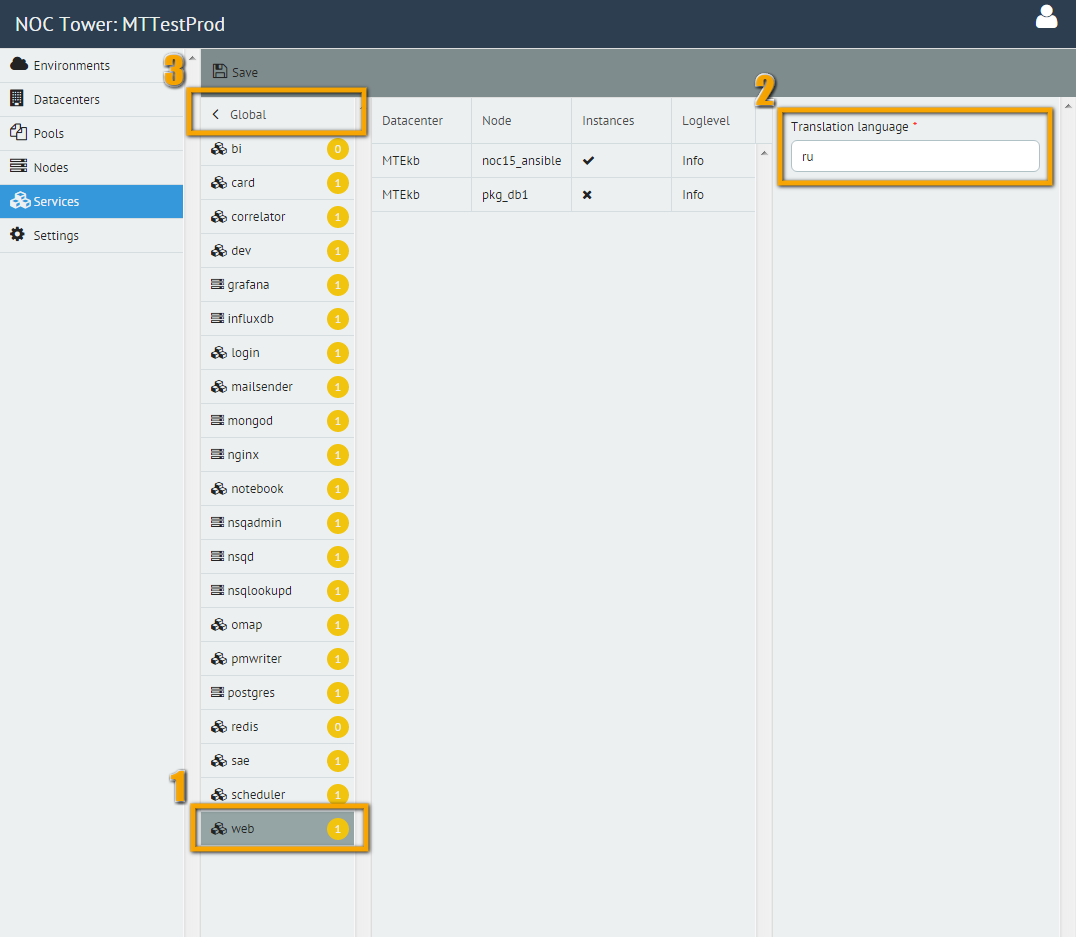 NOC Tower: MTTestProd
Environments
Datacenters
Pools
Nodes
Services
Settings
3
Save
Global
bi 0
card 1
correlator 1
dev 1
grafana 1
influxdb 1
login 1
mailsender 1
mongod 1
nginx 1
notebook 1
nsqadmin 1
nsqd 1
nsqlookupd 1
omap 1
pmwriter 1
postgres 1
redis 0
sae 1
scheduler 1
1
web 1
Datacenter Node Instances Loglevel
MTEkb noc15_ansible Info
MTEkb pkg_db1 Info
2
Translation language *
ru